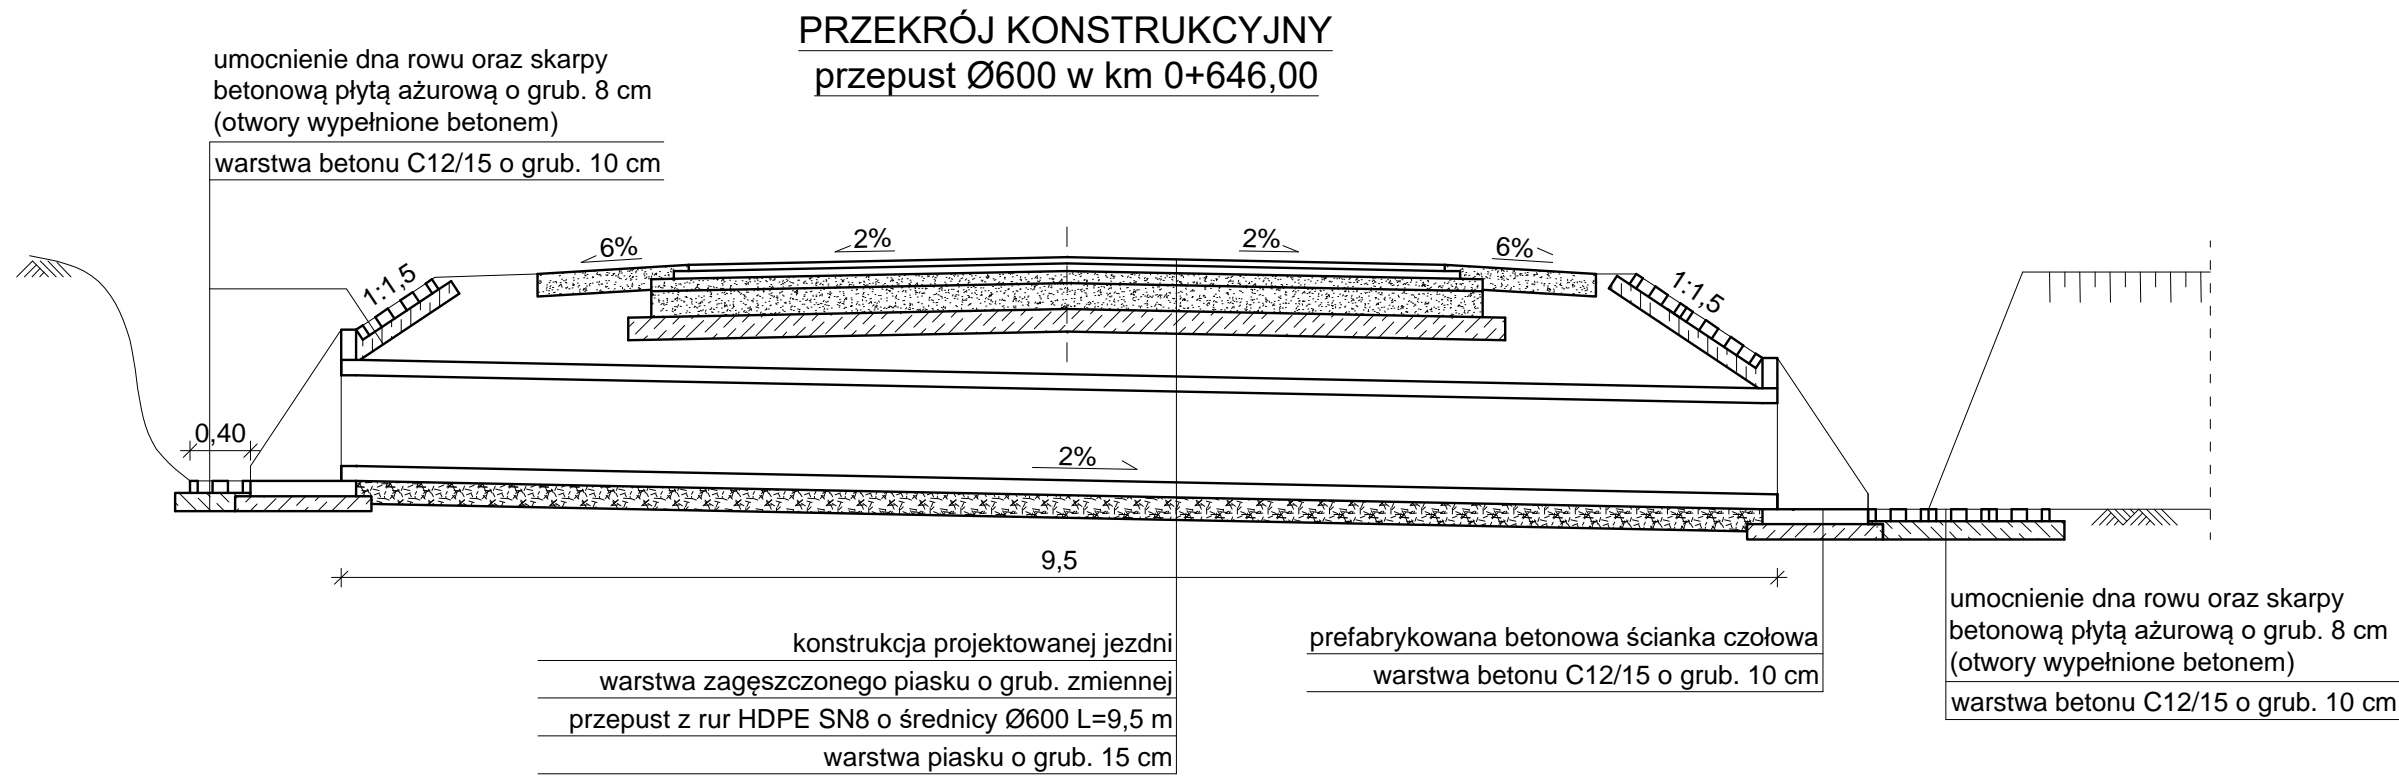 PRZEKRÓJ KONSTRUKCYJNY
przepust Ø600 w km 0+646,00
umocnienie dna rowu oraz skarpy
betonową płytą ażurową o grub. 8 cm
(otwory wypełnione betonem)
warstwa betonu C12/15 o grub. 10 cm
6%
2%
2%
6%
1:1,5
1:1,5
0,40
2%
9,5
konstrukcja projektowanej jezdni
warstwa zagęszczonego piasku o grub. zmiennej
przepust z rur HDPE SN8 o średnicy Ø600 L=9,5 m
warstwa piasku o grub. 15 cm
prefabrykowana betonowa ścianka czołowa
warstwa betonu C12/15 o grub. 10 cm
umocnienie dna rowu oraz skarpy
betonową płytą ażurową o grub. 8 cm
(otwory wypełnione betonem)
warstwa betonu C12/15 o grub. 10 cm